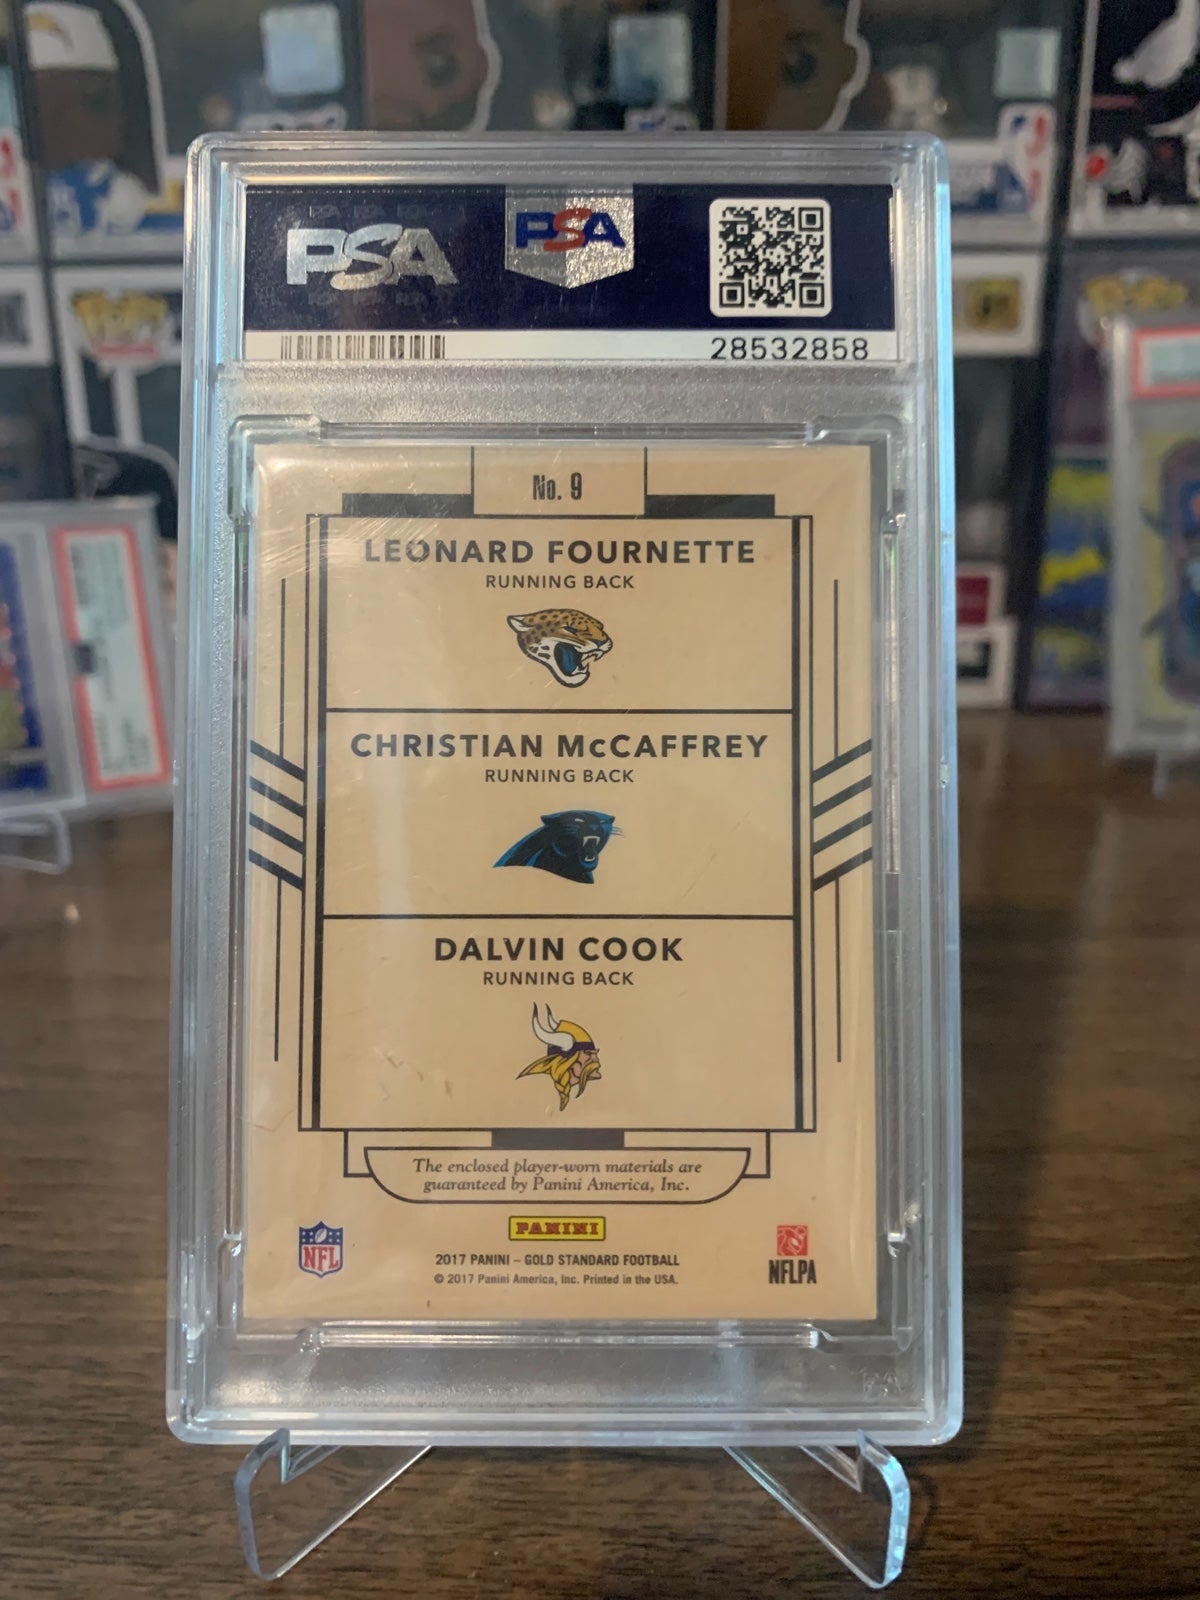 PSA
PSA
28532858
No. 9
LEONARD FOURNETTE
RUNNING BACK
CHRISTIAN McCAFFREY
RUNNING BACK
DALVIN COOK
RUNNING BACK
The enclosed player-worn materials are
guaranteed by Panini America, Inc.
PANINI
NFL
2017 PANINI – GOLD STANDARD FOOTBALL
© 2017 Panini America, Inc. Printed in the USA.
NFLPA